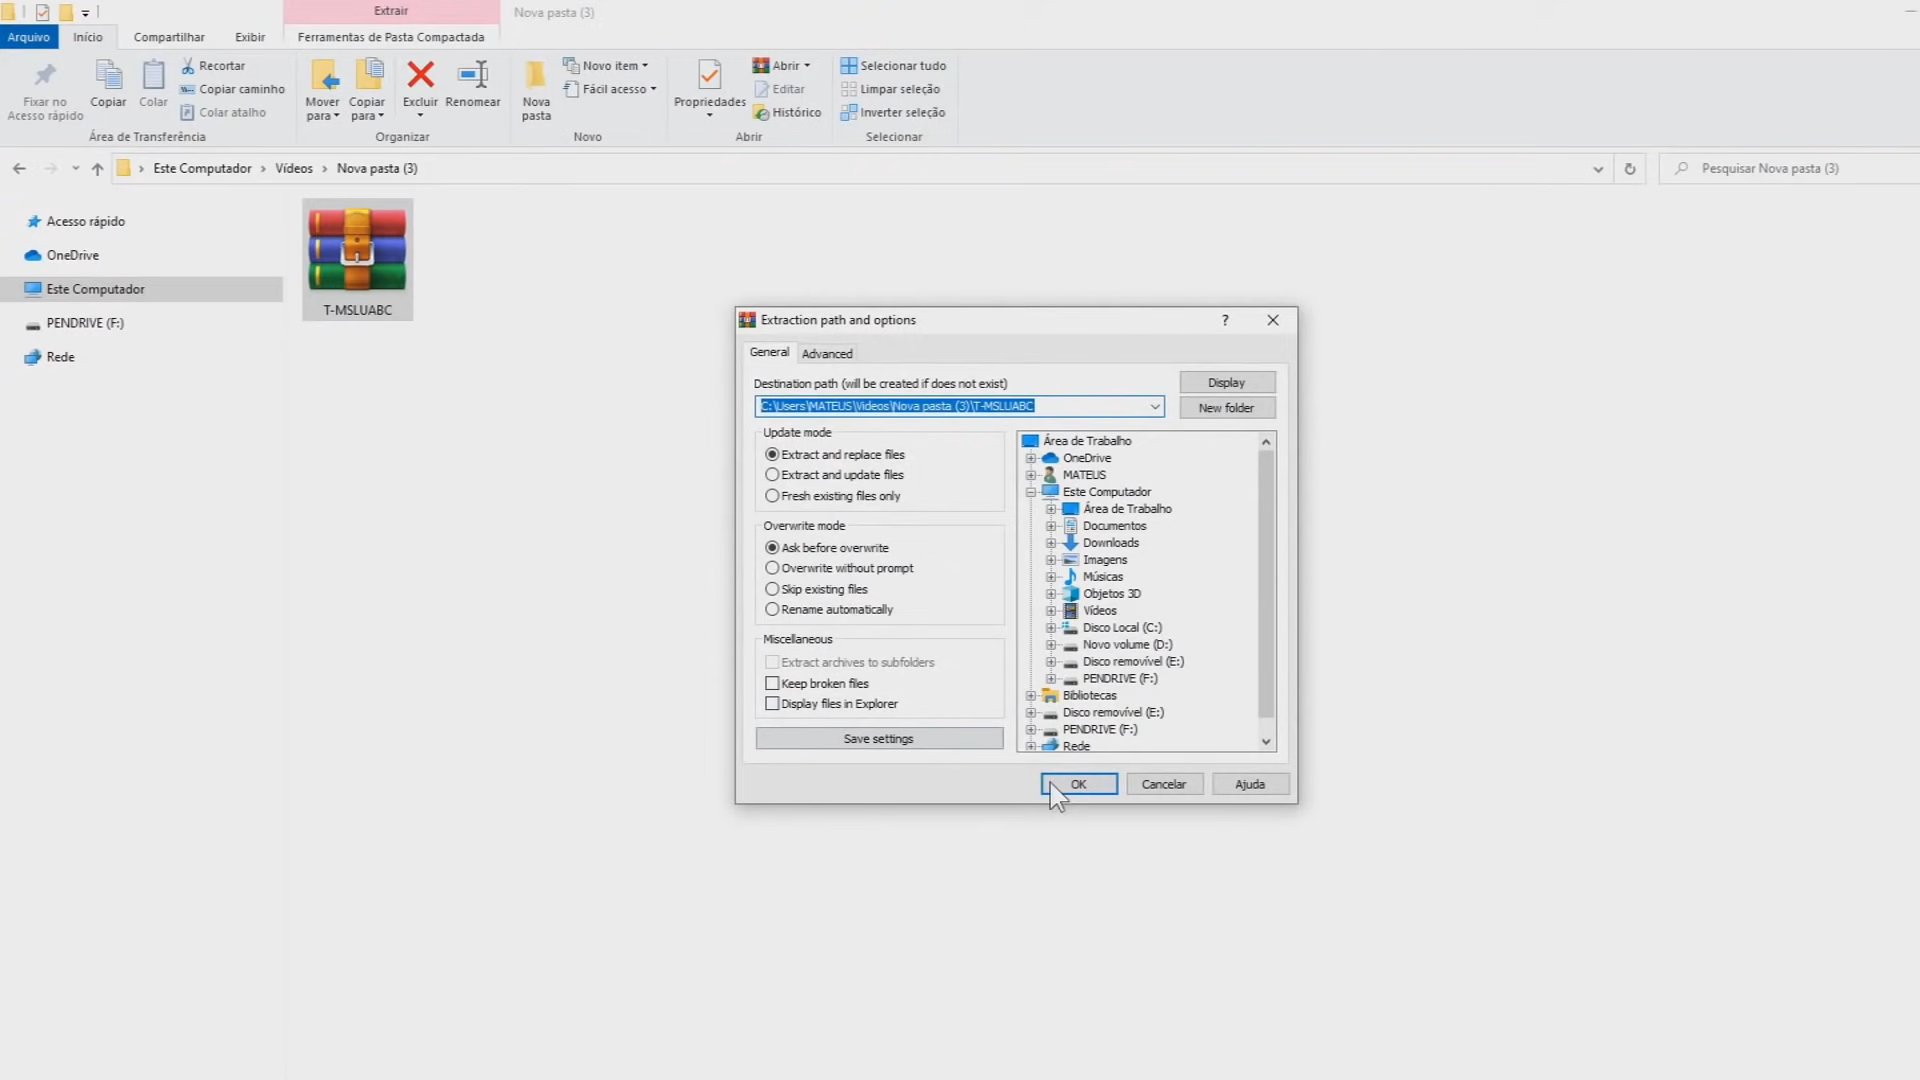 Extrair
Nova pasta (3)
Arquivo
Início
Compartilhar
Exibir
Ferramentas de Pasta Compactada
Fixar no
Acesso rápido
Copiar
Colar
Recortar
Copiar caminho
Colar atalho
Área de Transferência
Mover
para
Copiar
para
Excluir
Renomear
Organizar
Nova
pasta
Novo item
Fácil acesso
Novo
Propriedades
Abrir
Editar
Histórico
Abrir
Selecionar tudo
Limpar seleção
Inverter seleção
Selecionar
Este Computador
Vídeos
Nova pasta (3)
Pesquisar Nova pasta (3)
Acesso rápido
OneDrive
Este Computador
PENDRIVE (F:)
Rede
T-MSLUABC
Extraction path and options
?
General
Advanced
Destination path (will be created if does not exist)
C:\Users\MATEUS\Videos\Nova pasta (3)\T-MSLUABC
Display
New folder
Update mode
Extract and replace files
Extract and update files
Fresh existing files only
Overwrite mode
Ask before overwrite
Overwrite without prompt
Skip existing files
Rename automatically
Miscellaneous
Extract archives to subfolders
Keep broken files
Display files in Explorer
Save settings
Área de Trabalho
OneDrive
MATEUS
Este Computador
Área de Trabalho
Documentos
Downloads
Imagens
Músicas
Objetos 3D
Vídeos
Disco Local (C:)
Novo volume (D:)
Disco removível (E:)
PENDRIVE (F:)
Bibliotecas
Disco removível (E:)
PENDRIVE (F:)
Rede
OK
Cancelar
Ajuda